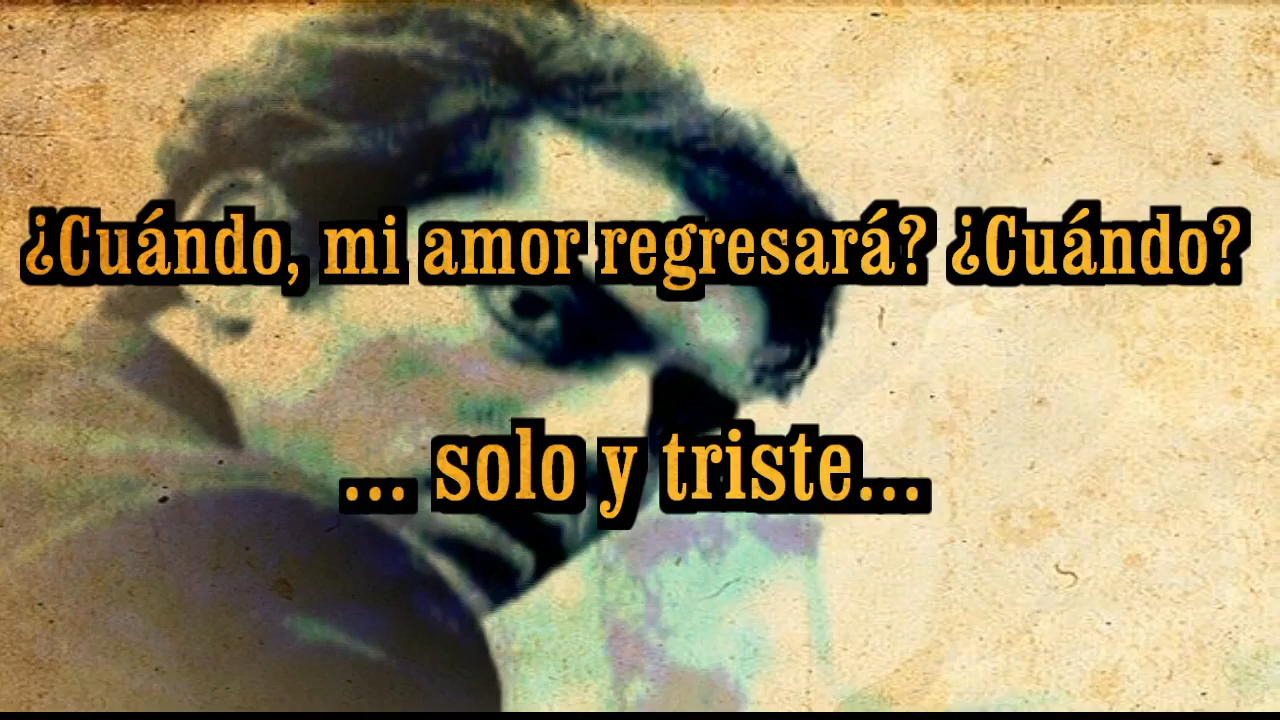 ¿Cuándo, mi amor regresará? ¿Cuándo?
... solo y triste...